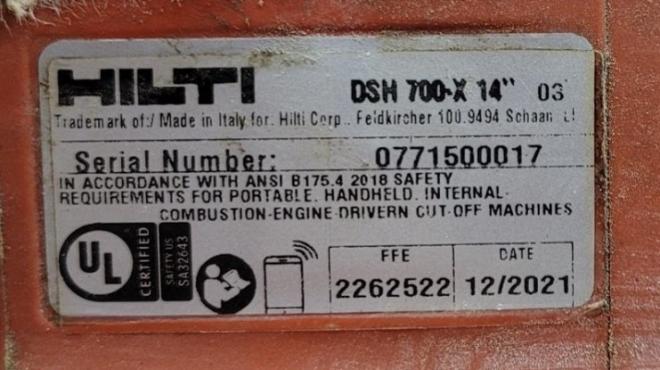 HILTI DSH 700-X 14" 03
Trademark of:/ Made in Italy for: Hilti Corp., Feldkircher 100.9494 Schaan
Serial Number: 0771500017
IN ACCORDANCE WITH ANSI B175.4 2018 SAFETY
REQUIREMENTS FOR PORTABLE. HANDHELD. INTERNAL-
COMBUSTION-ENGINE-DRIVERN CUT-OFF MACHINES
UL CERTIFIED
SAFETY US
SA32643
FFE DATE
2262522 12/2021